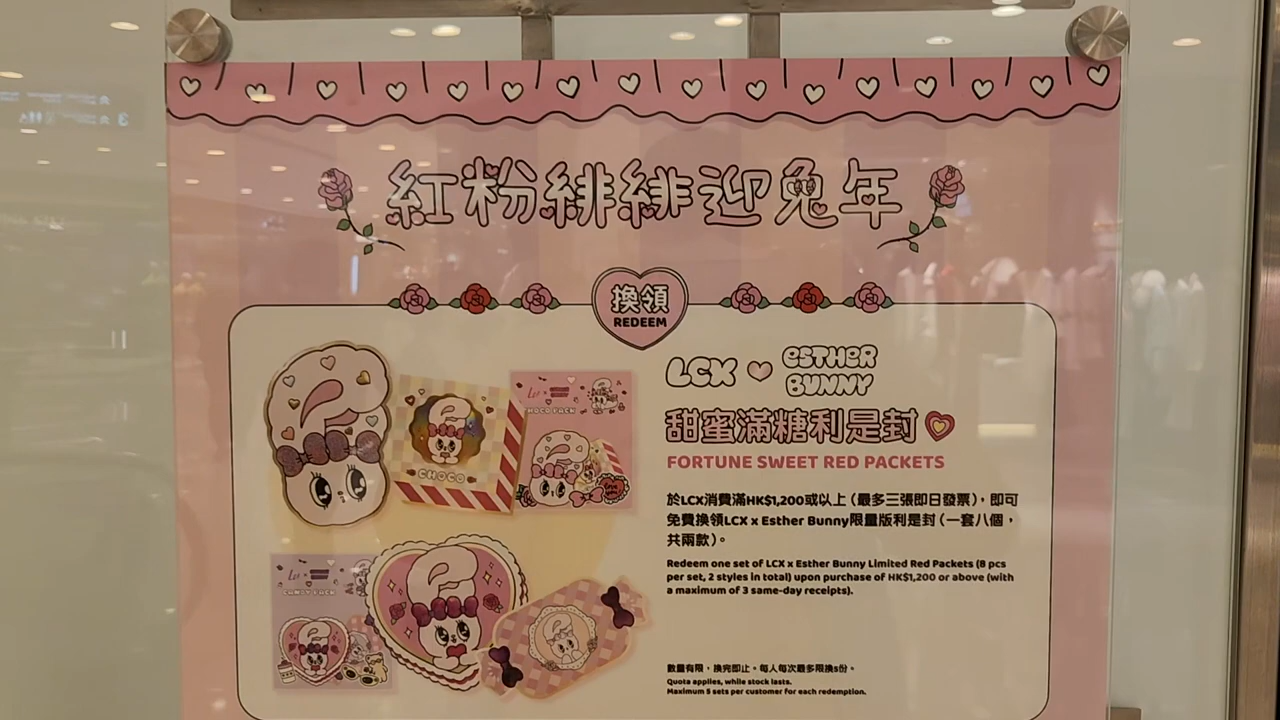 紅粉緋緋迎兔年
換領
REDEEM
LCX ESTHER BUNNY
甜蜜滿糖利是封
FORTUNE SWEET RED PACKETS
於LCX消費滿HK$1,200或以上（最多三張即日發票），即可
免費換領LCX x Esther Bunny限量版利是封（一套八個，
共兩款）。
Redeem one set of LCX x Esther Bunny Limited Red Packets (8 pcs
per set, 2 styles in total) upon purchase of HK$1,200 or above (with
a maximum of 3 same-day receipts).
數量有限，換完即止。每人每次最多限換5份。
Quota applies, while stock lasts.
Maximum 5 sets per customer for each redemption.
CHOCO
CHOCO PACK
CANDY PACK